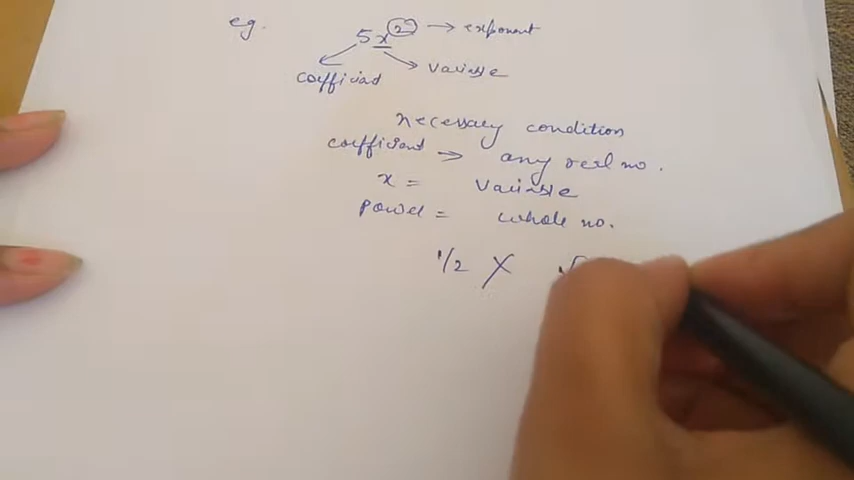 eg. 5x² → exponent
coefficient variable
necessary condition
coefficient → any real no.
x = variable
Power = whole no.
1/2 X √